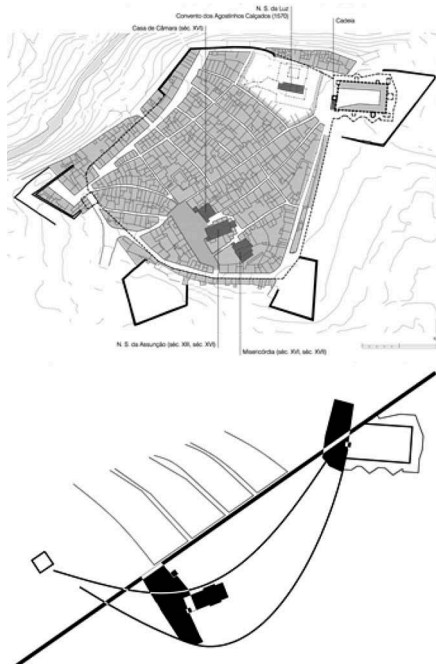 N. S. da Luz
Convento dos Agostinhos Calçados (1570)
Casa de Câmara (séc. XVI)
Cadeia
N. S. da Assunção (séc. XIII, séc. XVI)
Misericórdia (séc. XVI, séc. XVII)